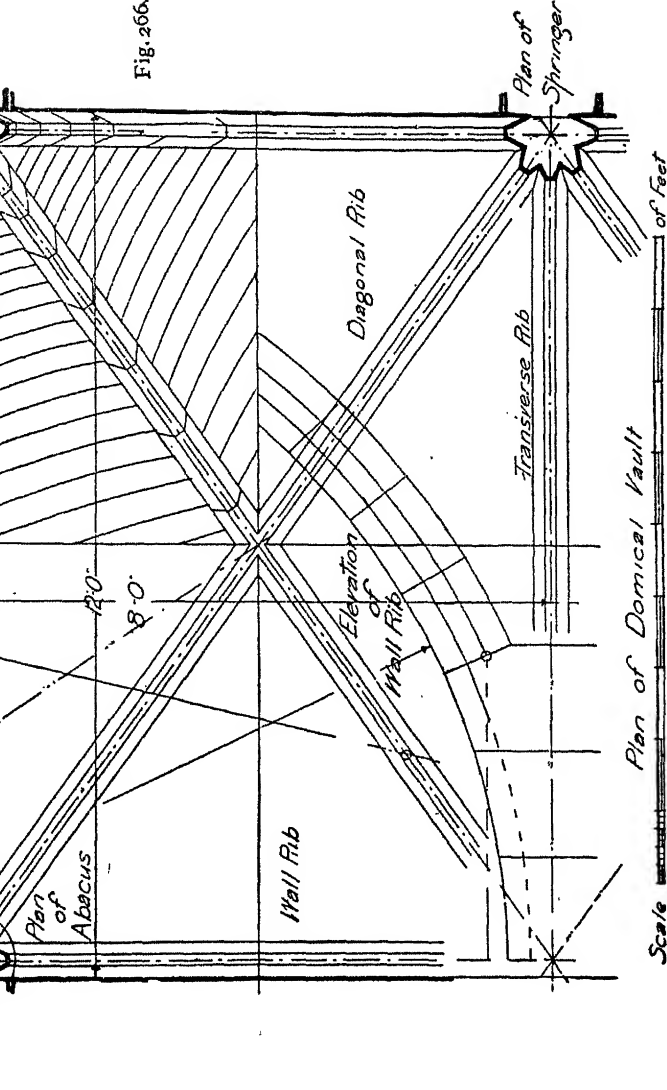 Fig. 266.
Plan of
Springer
Diagonal Rib
Transverse Rib
12'.0"
8'-0"
Elevation
of
Wall Rib
Plan
of
Abacus
Wall Rib
Plan of Domical Vault
Scale
of Feet